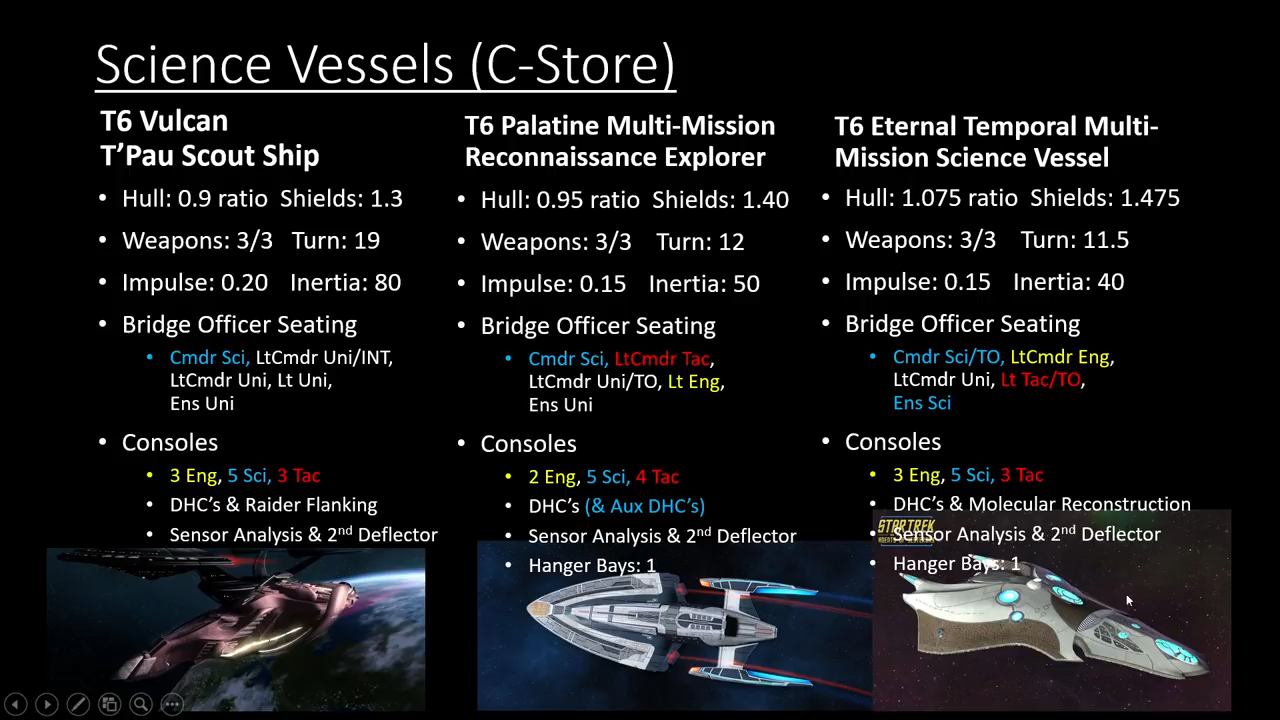 Science Vessels (C-Store)
T6 Vulcan
T'Pau Scout Ship
• Hull: 0.9 ratio Shields: 1.3
• Weapons: 3/3 Turn: 19
• Impulse: 0.20 Inertia: 80
• Bridge Officer Seating
• Cmdr Sci, LtCmdr Uni/INT,
LtCmdr Uni, Lt Uni,
Ens Uni
• Consoles
• 3 Eng, 5 Sci, 3 Tac
• DHC's & Raider Flanking
• Sensor Analysis & 2nd Deflector
T6 Palatine Multi-Mission
Reconnaissance Explorer
• Hull: 0.95 ratio Shields: 1.40
• Weapons: 3/3 Turn: 12
• Impulse: 0.15 Inertia: 50
• Bridge Officer Seating
• Cmdr Sci, LtCmdr Tac,
LtCmdr Uni/TO, Lt Eng,
Ens Uni
• Consoles
• 2 Eng, 5 Sci, 4 Tac
• DHC's (& Aux DHC's)
• Sensor Analysis & 2nd Deflector
• Hanger Bays: 1
T6 Eternal Temporal Multi-
Mission Science Vessel
• Hull: 1.075 ratio Shields: 1.475
• Weapons: 3/3 Turn: 11.5
• Impulse: 0.15 Inertia: 40
• Bridge Officer Seating
• Cmdr Sci/TO, LtCmdr Eng,
LtCmdr Uni, Lt Tac/TO,
Ens Sci
• Consoles
• 3 Eng, 5 Sci, 3 Tac
• DHC's & Molecular Reconstruction
• Sensor Analysis & 2nd Deflector
• Hanger Bays: 1
STAR TREK